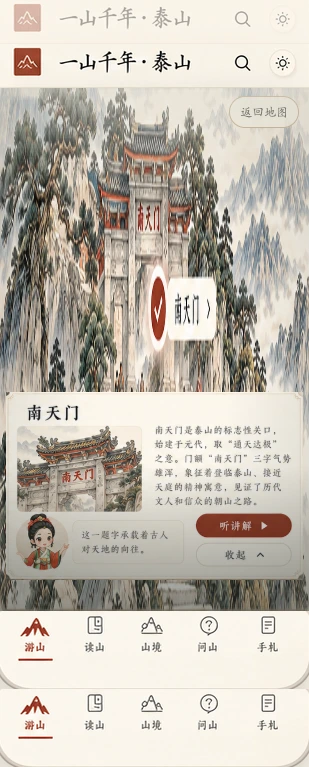 一山千年·泰山
一山千年·泰山
返回地图
南天门
南天门
南天门
南天门是泰山的标志性关口，
始建于元代，取“通天达极”
之意。门额“南天门”三字气势
雄浑，象征着登临泰山、接近
天庭的精神寓意，见证了历代
文人和信众的朝山之路。
南天门
这一题字承载着古人
对天地的向往。
听讲解
收起
游山
读山
山境
问山
手札
游山
读山
山境
问山
手札